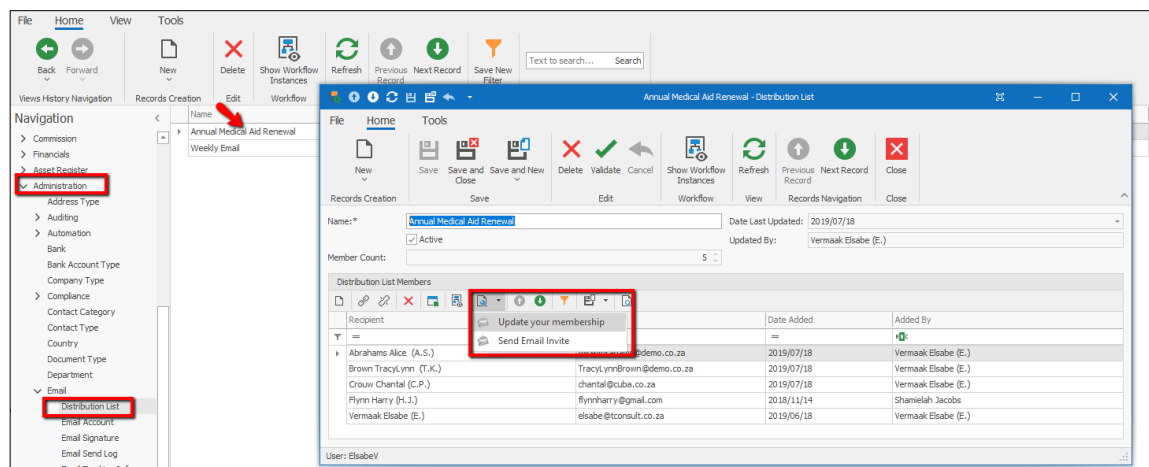 File Home View Tools
Back Forward New Delete Show Workflow Instances Refresh Previous Record Next Record Save New Filter Text to search... Search
Views History Navigation Records Creation Edit Workflow
Annual Medical Aid Renewal - Distribution List
Navigation
Commission
Financials
Asset Register
Administration
Address Type
Auditing
Automation
Bank
Bank Account Type
Company Type
Compliance
Contact Category
Contact Type
Country
Document Type
Department
Email
Distribution List
Email Account
Email Signature
Email Send Log
Name
Annual Medical Aid Renewal
Weekly Email
File Home Tools
New Save Save and Close Save and New Delete Validate Cancel Show Workflow Instances Refresh Previous Record Next Record Close
Records Creation Save Edit Workflow View Records Navigation Close
Name:* Annual Medical Aid Renewal Date Last Updated: 2019/07/18
Active Updated By: Vermaak Elsabe (E.)
Member Count: 5
Distribution List Members
Update your membership
Send Email Invite
Recipient Date Added Added By
= =
Abrahams Alice (A.S.) @demo.co.za 2019/07/18 Vermaak Elsabe (E.)
Brown TracyLynn (T.K.) TracyLynnBrown@demo.co.za 2019/07/18 Vermaak Elsabe (E.)
Crouw Chantal (C.P.) chantal@cuba.co.za 2019/07/18 Vermaak Elsabe (E.)
Flynn Harry (H.J.) flynnharry@gmail.com 2018/11/14 Shamielah Jacobs
Vermaak Elsabe (E.) elsabe@tconsult.co.za 2019/06/18 Vermaak Elsabe (E.)
User: ElsabeV